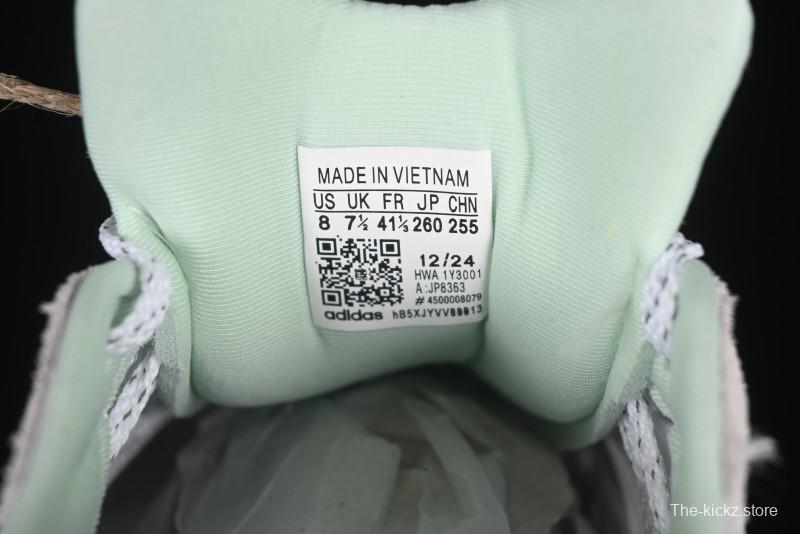 MADE IN VIETNAM
US UK FR JP CHN
8 7½ 41⅓ 260 255
12/24
HWA 1Y3001
A:JP8363
# 4500008079
adidas
The-kickz.store